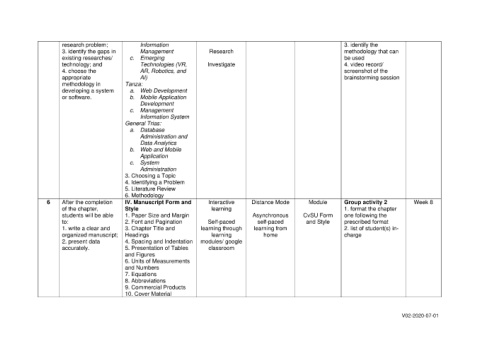 research problem;
3. identify the gaps in
existing researches/
technology; and
4. choose the
appropriate
methodology in
developing a system
or software.
Information
Management
c. Emerging
Technologies (VR,
AR, Robotics, and
AI)
Tanza:
a. Web Development
b. Mobile Application
Development
c. Management
Information System
General Trias:
a. Database
Administration and
Data Analytics
b. Web and Mobile
Application
c. System
Administration
3. Choosing a Topic
4. Identifying a Problem
5. Literature Review
6. Methodology
Research
Investigate
3. identify the
methodology that can
be used
4. video record/
screenshot of the
brainstorming session
6
After the completion
of the chapter,
students will be able
to:
1. write a clear and
organized manuscript;
2. present data
accurately.
IV. Manuscript Form and
Style
1. Paper Size and Margin
2. Font and Pagination
3. Chapter Title and
Headings
4. Spacing and Indentation
5. Presentation of Tables
and Figures
6. Units of Measurements
and Numbers
7. Equations
8. Abbreviations
9. Commercial Products
10. Cover Material
Interactive
learning
Self-paced
learning through
learning
modules/ google
classroom
Distance Mode
Asynchronous
self-paced
learning from
home
Module
CvSU Form
and Style
Group activity 2
1. format the chapter
one following the
prescribed format
2. list of student(s) in-
charge
Week 8
V02-2020-07-01